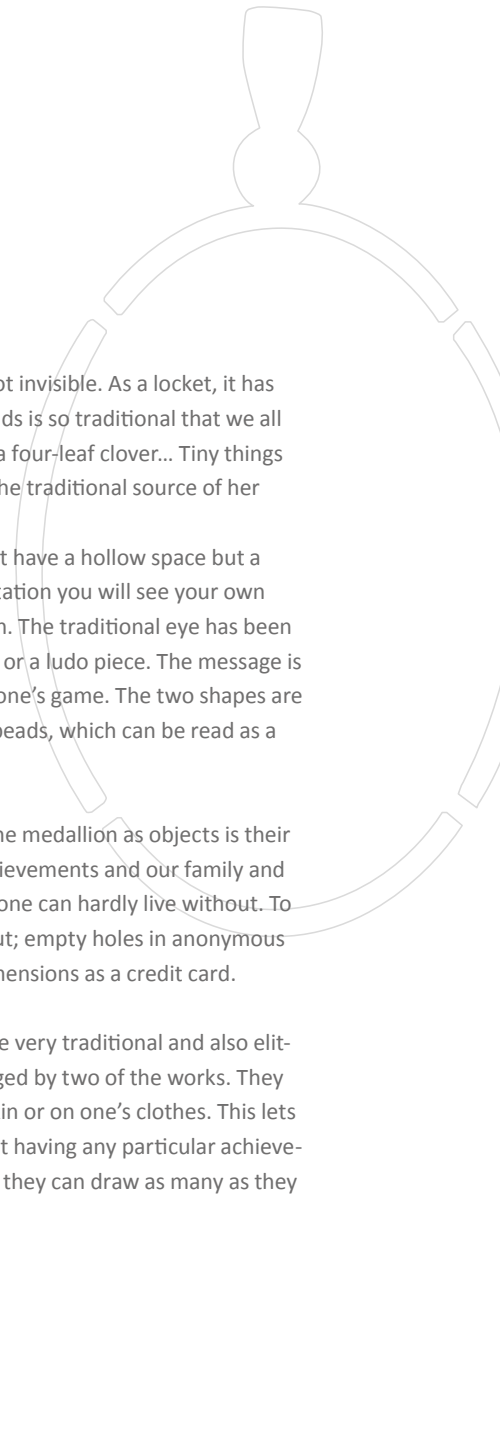 ot invisible. As a locket, it has
ds is so traditional that we all
a four-leaf clover... Tiny things
he traditional source of her
t have a hollow space but a
tation you will see your own
n. The traditional eye has been
or a ludo piece. The message is
one's game. The two shapes are
beads, which can be read as a
he medallion as objects is their
ievements and our family and
one can hardly live without. To
ut; empty holes in anonymous
mensions as a credit card.
e very traditional and also elit-
ged by two of the works. They
in or on one's clothes. This lets
t having any particular achieve-
they can draw as many as they